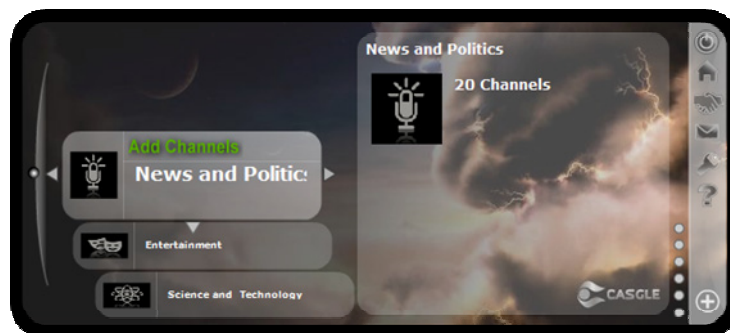 Add Channels
News and Politic:
Entertainment
Science and Technology
News and Politics
20 Channels
CASGLE